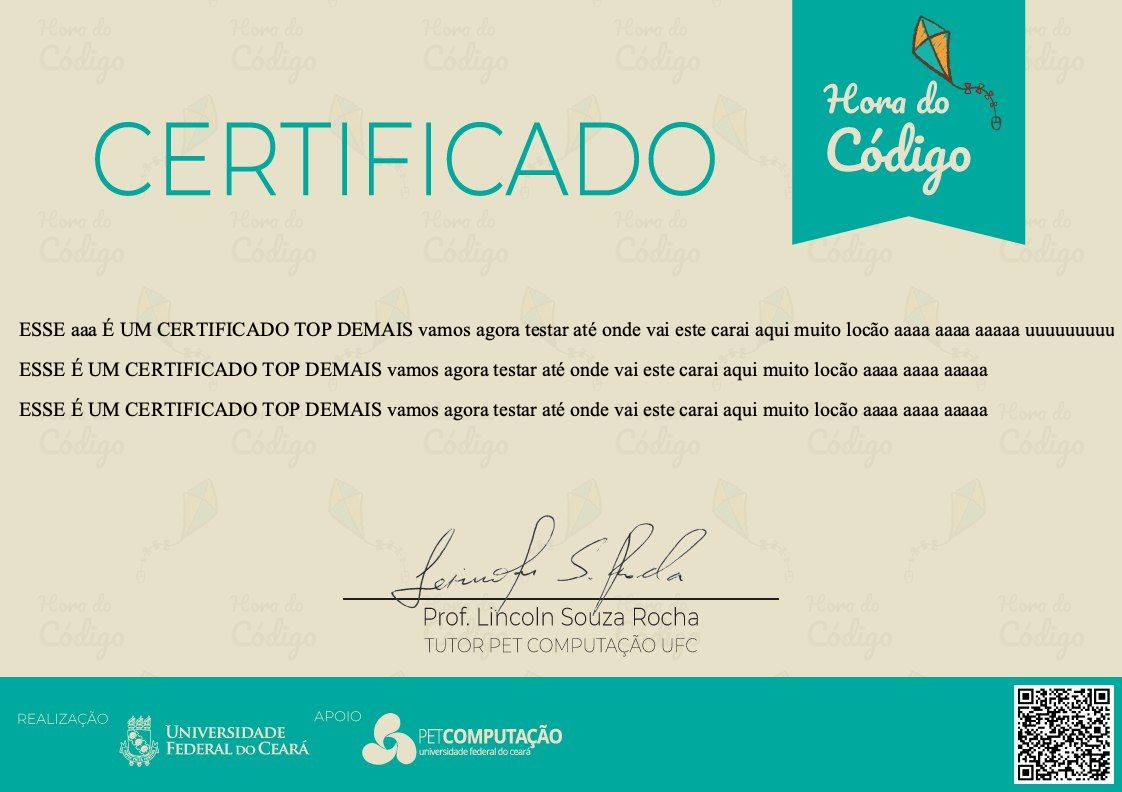 CERTIFICADO
Hora do
Código
ESSE aaa É UM CERTIFICADO TOP DEMAIS vamos agora testar até onde vai este carai aqui muito locão aaaa aaaa aaaaa uuuuuuuuu
ESSE É UM CERTIFICADO TOP DEMAIS vamos agora testar até onde vai este carai aqui muito locão aaaa aaaa aaaaa
ESSE É UM CERTIFICADO TOP DEMAIS vamos agora testar até onde vai este carai aqui muito locão aaaa aaaa aaaaa
Prof. Lincoln Souza Rocha
TUTOR PET COMPUTAÇÃO UFC
REALIZAÇÃO
UNIVERSIDADE
FEDERAL DO CEARÁ
APOIO
PETCOMPUTAÇÃO
universidade federal do ceará